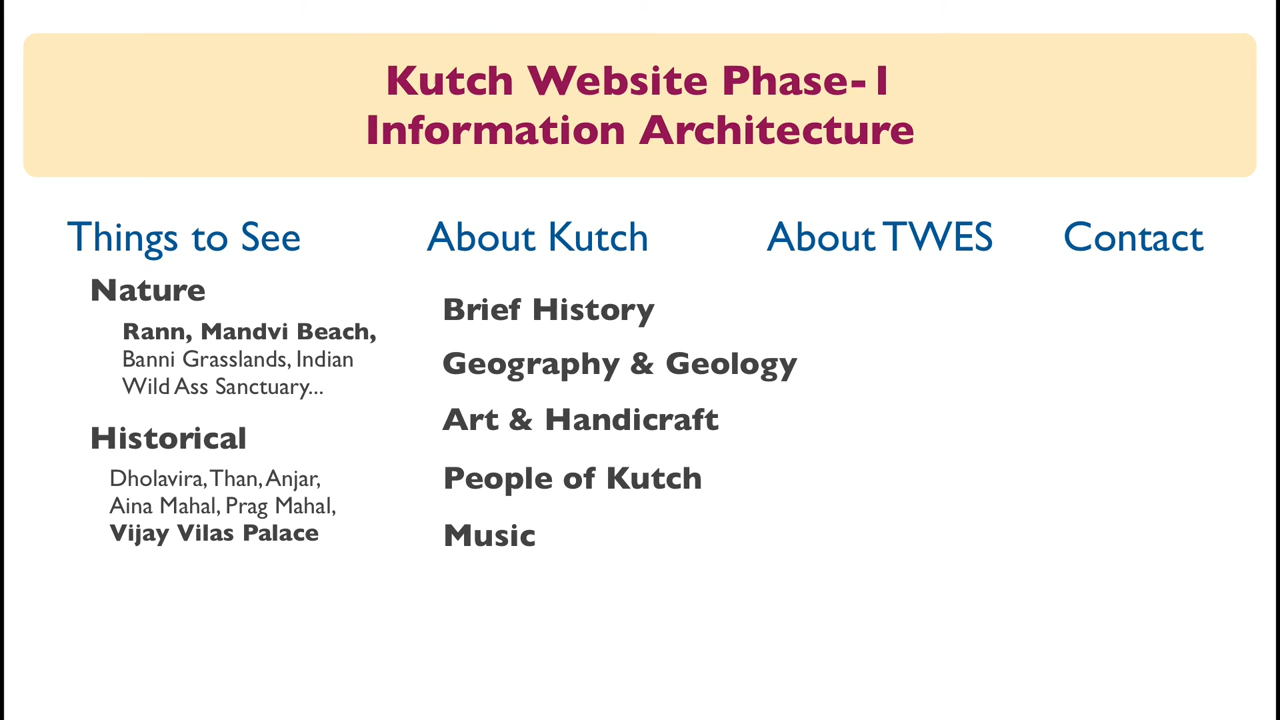 Kutch Website Phase-1
Information Architecture
Things to See
Nature
Rann, Mandvi Beach,
Banni Grasslands, Indian
Wild Ass Sanctuary...
Historical
Dholavira, Than, Anjar,
Aina Mahal, Prag Mahal,
Vijay Vilas Palace
About Kutch
Brief History
Geography & Geology
Art & Handicraft
People of Kutch
Music
About TWES
Contact